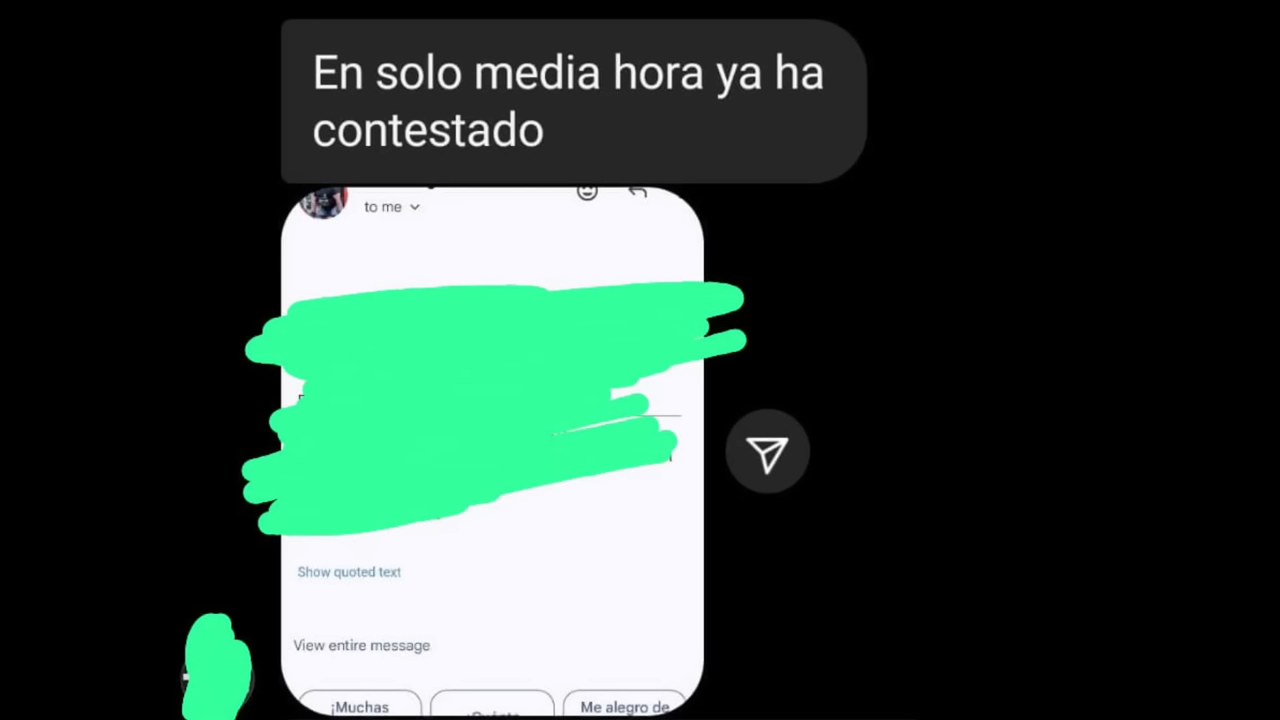 En solo media hora ya ha
contestado
to me
Show quoted text
View entire message
¡Muchas
Me alegro de